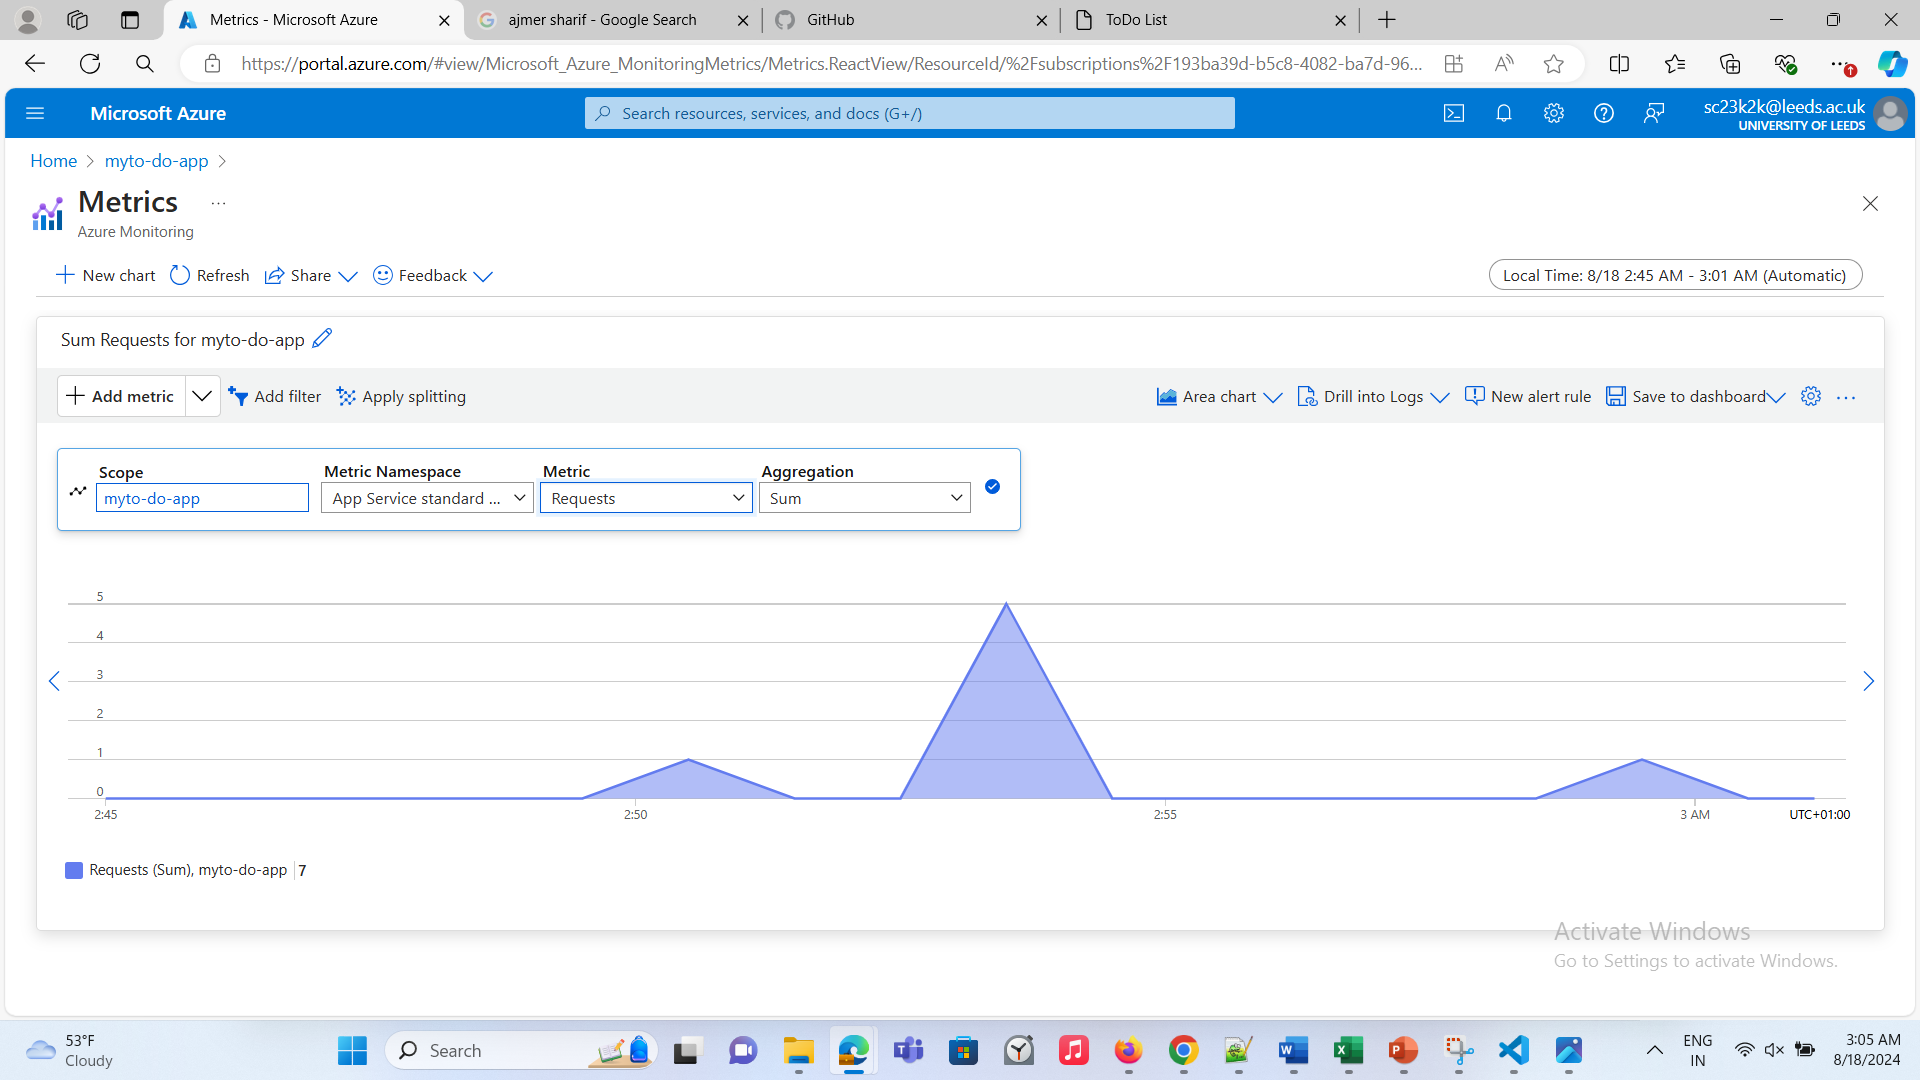 Metrics - Microsoft Azure
ajmer sharif - Google Search
GitHub
ToDo List
https://portal.azure.com/#view/Microsoft_Azure_MonitoringMetrics/Metrics.ReactView/ResourceId/%2Fsubscriptions%2F193ba39d-b5c8-4082-ba7d-96...
Microsoft Azure
Search resources, services, and docs (G+/)
sc23k2k@leeds.ac.uk
UNIVERSITY OF LEEDS
Home > myto-do-app >
Metrics ...
Azure Monitoring
New chart Refresh Share Feedback
Local Time: 8/18 2:45 AM - 3:01 AM (Automatic)
Sum Requests for myto-do-app
Add metric Add filter Apply splitting Area chart Drill into Logs New alert rule Save to dashboard ...
Scope Metric Namespace Metric Aggregation
myto-do-app App Service standard ... Requests Sum
5
4
3
2
1
0
2:45 2:50 2:55 3 AM UTC+01:00
Requests (Sum), myto-do-app 7
Activate Windows
Go to Settings to activate Windows.
53°F
Cloudy
Search
ENG
IN
3:05 AM
8/18/2024